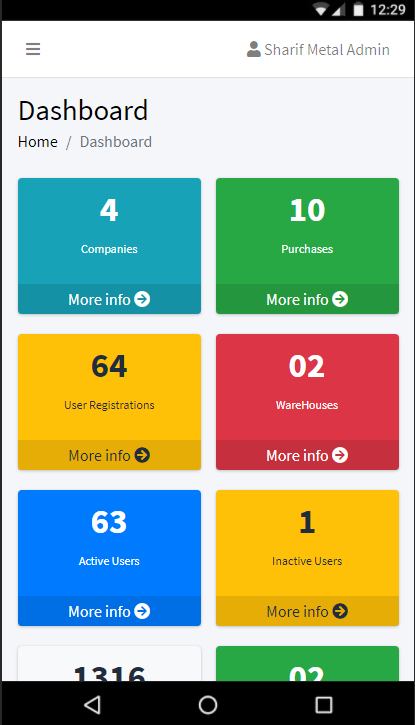 12:29
Sharif Metal Admin
Dashboard
Home / Dashboard
4
Companies
More info
10
Purchases
More info
64
User Registrations
More info
02
WareHouses
More info
63
Active Users
More info
1
Inactive Users
More info
1316
02